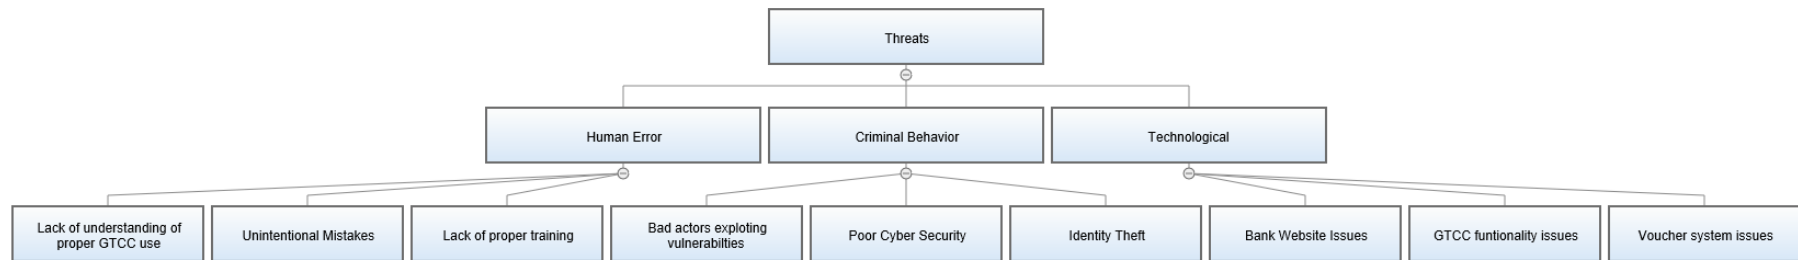 Threats
Human Error
Criminal Behavior
Technological
Lack of understanding of
proper GTCC use
Unintentional Mistakes
Lack of proper training
Bad actors exploting
vulnerabilties
Poor Cyber Security
Identity Theft
Bank Website Issues
GTCC funtionality issues
Voucher system issues